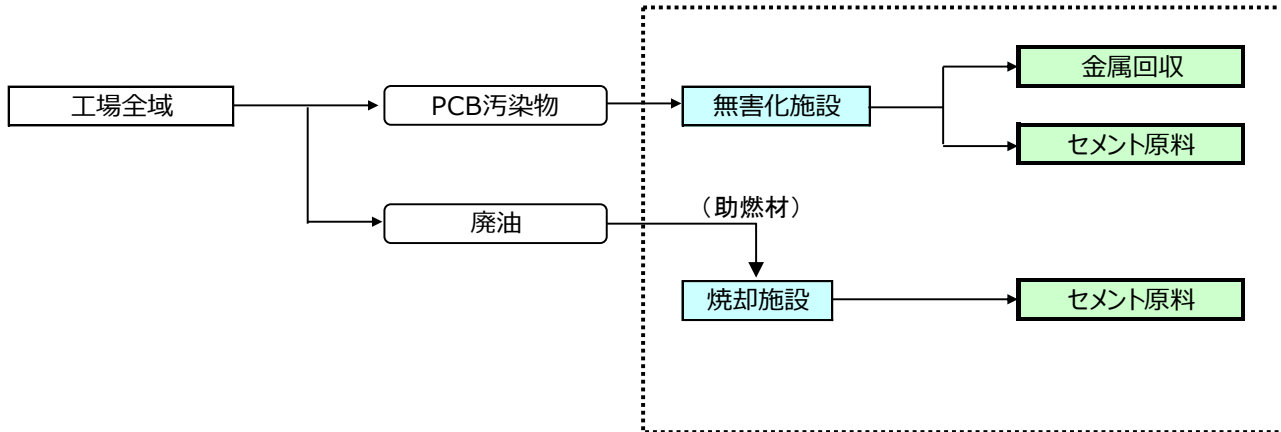 金属回収
工場全域
PCB汚染物
無害化施設
セメント原料
廃油
（助燃材）
焼却施設
セメント原料